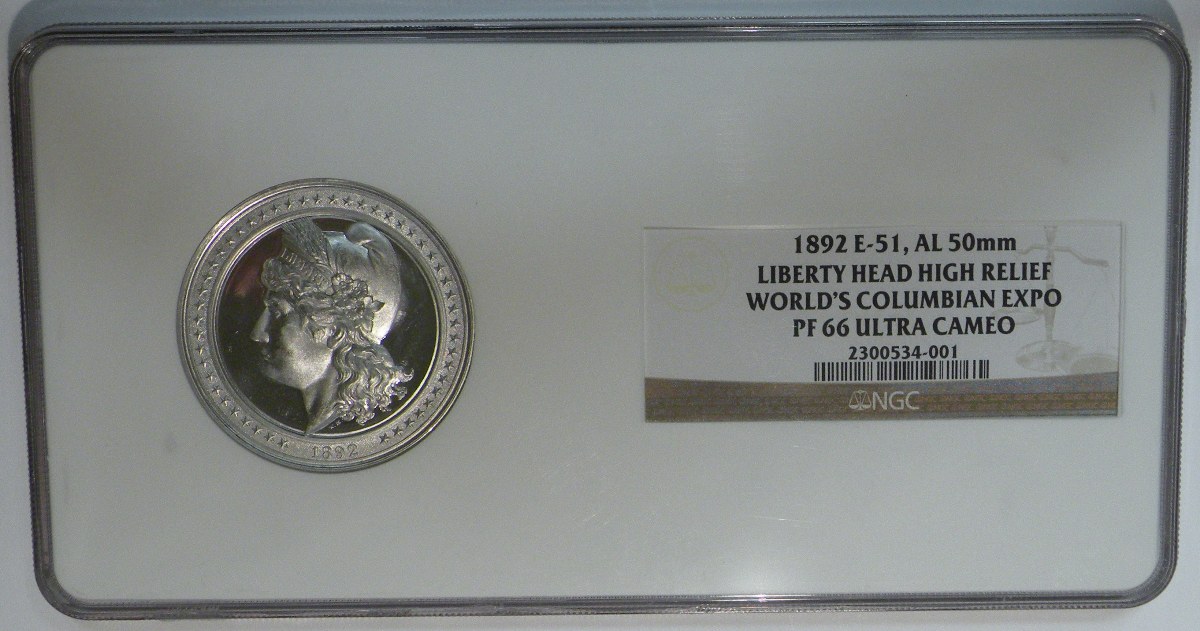 1892
1892 E-51, AL 50mm
LIBERTY HEAD HIGH RELIEF
WORLD'S COLUMBIAN EXPO
PF 66 ULTRA CAMEO
2300534-001
NGC